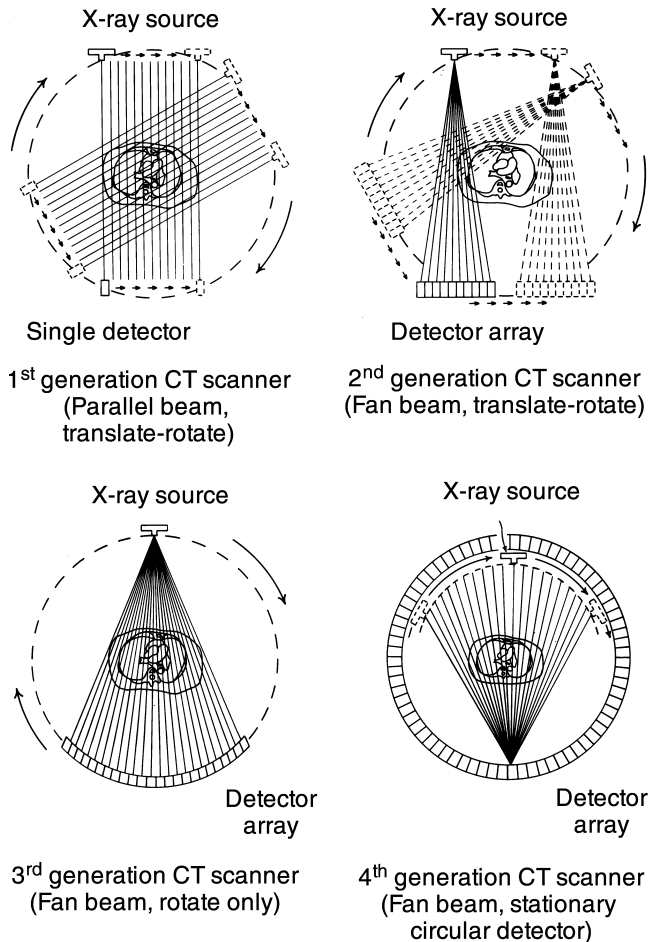 X-ray source
Single detector
1st generation CT scanner
(Parallel beam,
translate-rotate)
X-ray source
Detector array
2nd generation CT scanner
(Fan beam, translate-rotate)
X-ray source
Detector
array
3rd generation CT scanner
(Fan beam, rotate only)
X-ray source
Detector
array
4th generation CT scanner
(Fan beam, stationary
circular detector)